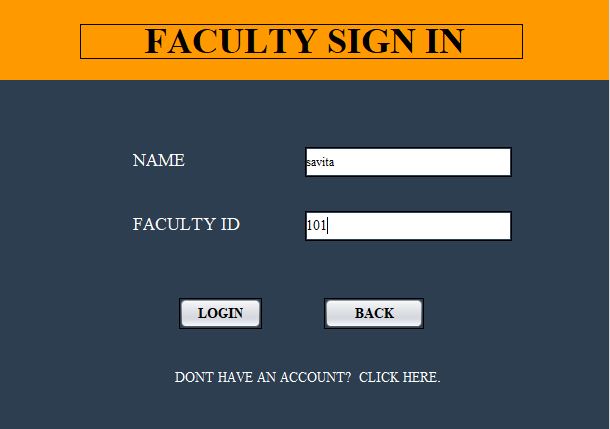 FACULTY SIGN IN
NAME savita
FACULTY ID 101
LOGIN BACK
DONT HAVE AN ACCOUNT? CLICK HERE.